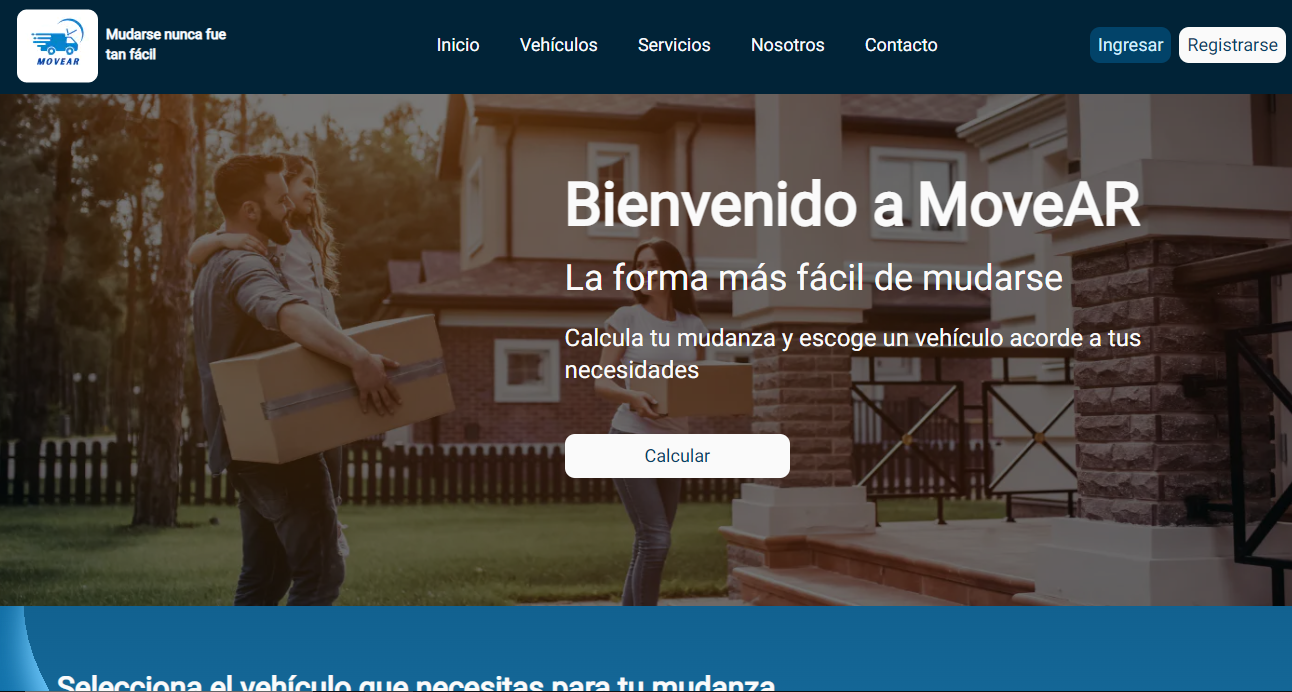 MOVEAR
Mudarse nunca fue
tan fácil
Inicio
Vehículos
Servicios
Nosotros
Contacto
Ingresar
Registrarse
Bienvenido a MoveAR
La forma más fácil de mudarse
Calcula tu mudanza y escoge un vehículo acorde a tus
necesidades
Calcular
Selecciona el vehículo que necesitas para tu mudanza